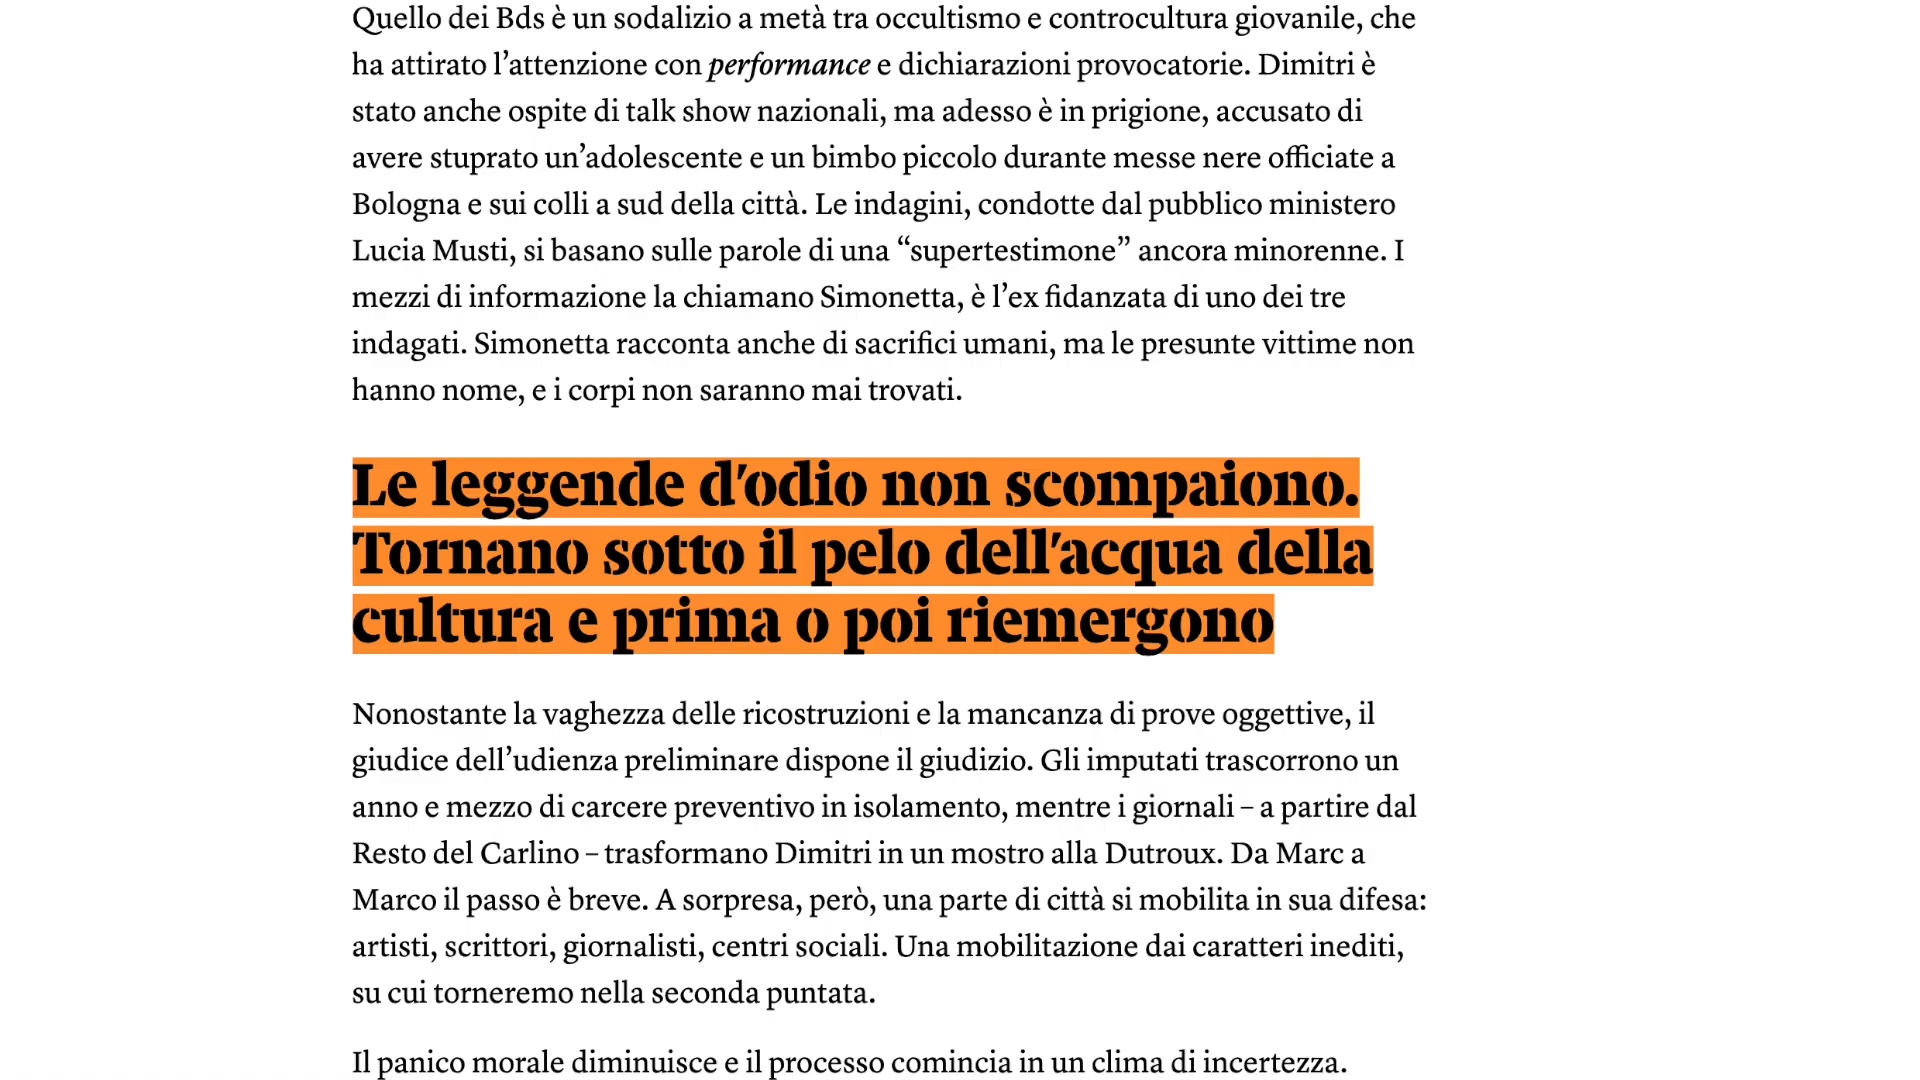 Quello dei Bds è un sodalizio a metà tra occultismo e controcultura giovanile, che
ha attirato l’attenzione con performance e dichiarazioni provocatorie. Dimitri è
stato anche ospite di talk show nazionali, ma adesso è in prigione, accusato di
avere stuprato un’adolescente e un bimbo piccolo durante messe nere officiate a
Bologna e sui colli a sud della città. Le indagini, condotte dal pubblico ministero
Lucia Musti, si basano sulle parole di una “supertestimone” ancora minorenne. I
mezzi di informazione la chiamano Simonetta, è l’ex fidanzata di uno dei tre
indagati. Simonetta racconta anche di sacrifici umani, ma le presunte vittime non
hanno nome, e i corpi non saranno mai trovati.
Le leggende d’odio non scompaiono.
Tornano sotto il pelo dell’acqua della
cultura e prima o poi riemergono
Nonostante la vaghezza delle ricostruzioni e la mancanza di prove oggettive, il
giudice dell’udienza preliminare dispone il giudizio. Gli imputati trascorrono un
anno e mezzo di carcere preventivo in isolamento, mentre i giornali – a partire dal
Resto del Carlino – trasformano Dimitri in un mostro alla Dutroux. Da Marc a
Marco il passo è breve. A sorpresa, però, una parte di città si mobilita in sua difesa:
artisti, scrittori, giornalisti, centri sociali. Una mobilitazione dai caratteri inediti,
su cui torneremo nella seconda puntata.
Il panico morale diminuisce e il processo comincia in un clima di incertezza.